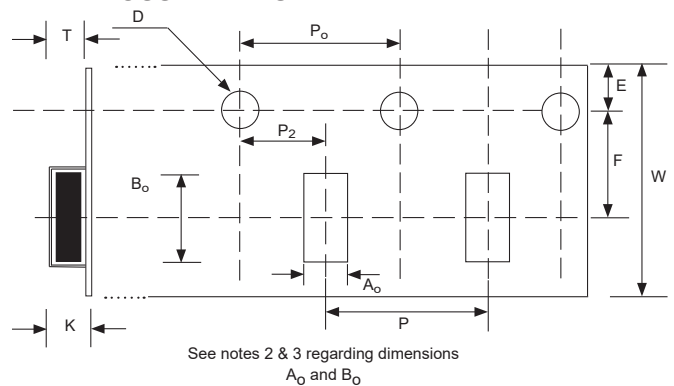 D
T
Pₒ
E
P₂
F
Bₒ
W
Aₒ
K
P
See notes 2 & 3 regarding dimensions
Aₒ and Bₒ